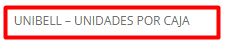 UNIBELL – UNIDADES POR CAJA